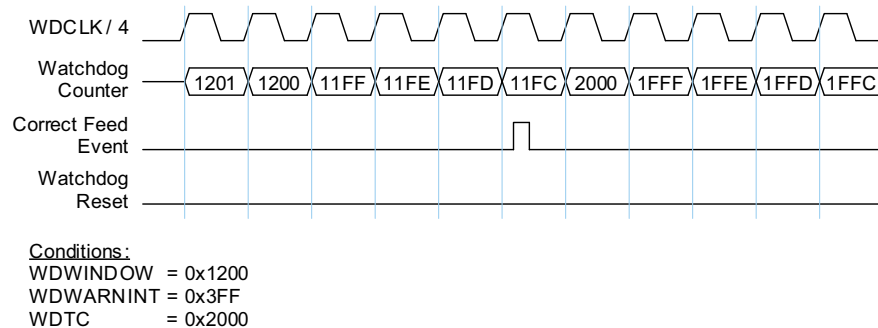 WDCLK / 4
Watchdog
Counter
1201 1200 11FF 11FE 11FD 11FC 2000 1FFF 1FFE 1FFD 1FFC
Correct Feed
Event
Watchdog
Reset
Conditions:
WDWINDOW = 0x1200
WDWARNINT = 0x3FF
WDTC = 0x2000